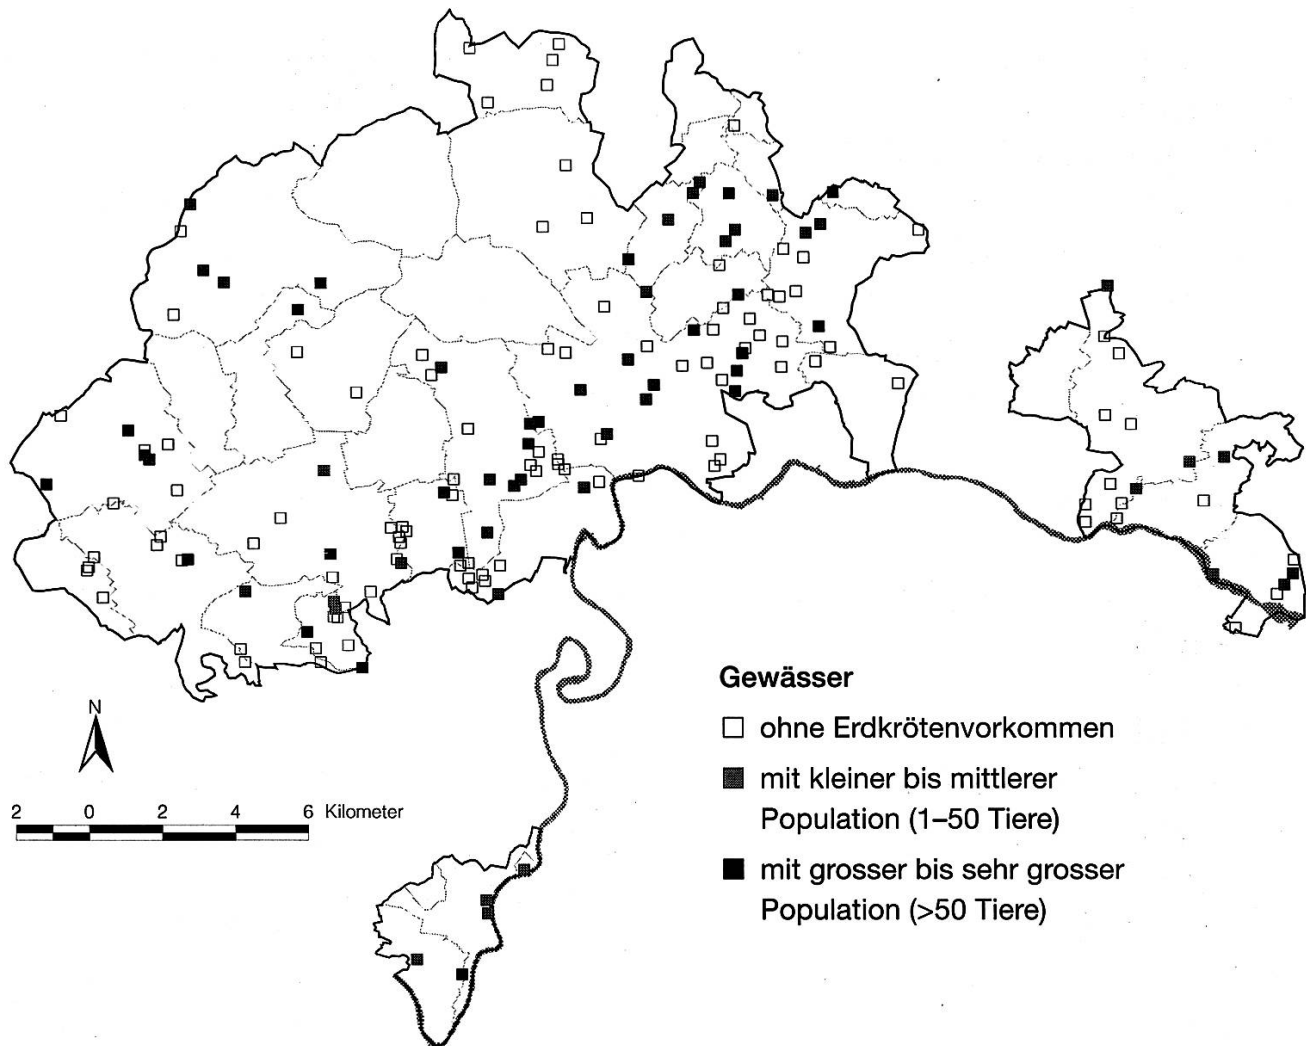 Gewässer
ohne Erdkrötenvorkommen
mit kleiner bis mittlerer
Population (1–50 Tiere)
mit grosser bis sehr grosser
Population (>50 Tiere)
N
2 0 2 4 6 Kilometer